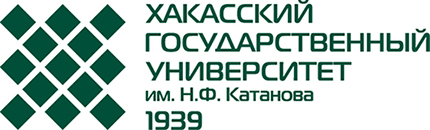 ХАКАССКИЙ
ГОСУДАРСТВЕННЫЙ
УНИВЕРСИТЕТ
им. Н.Ф. Катанова
1939